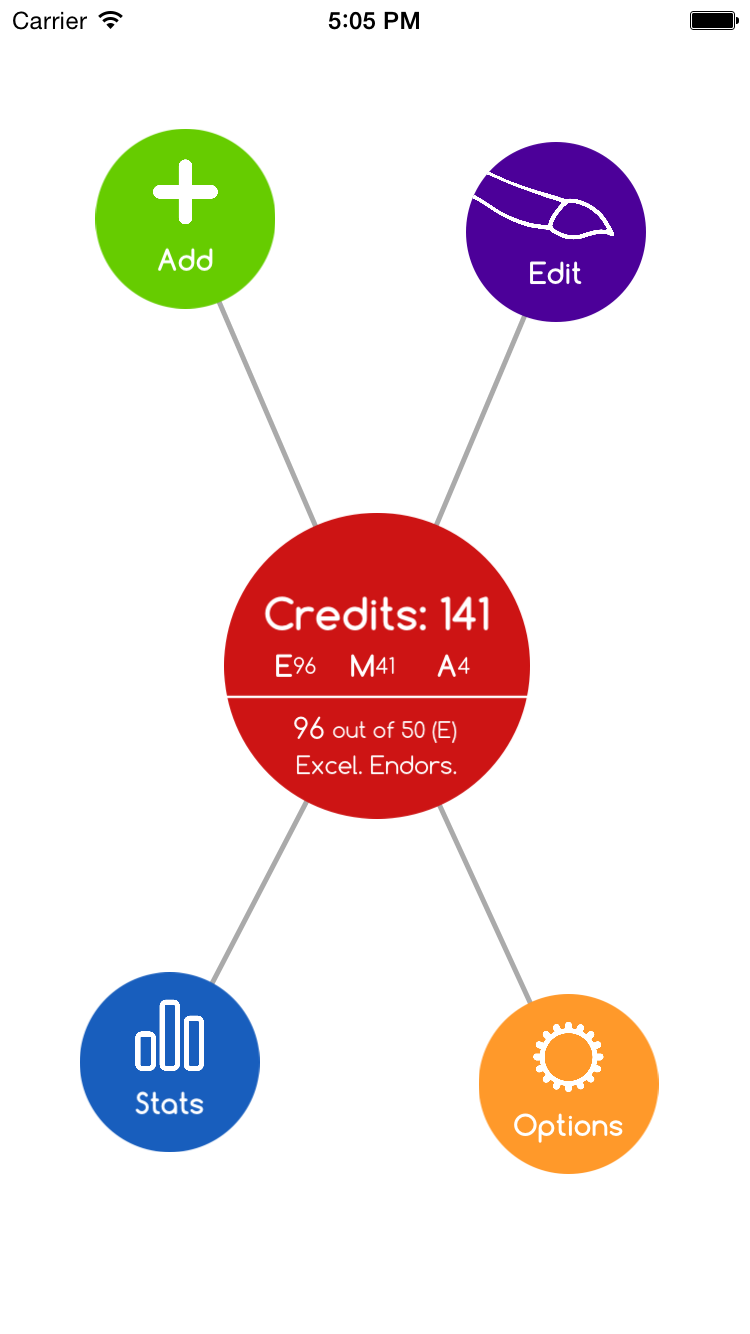 Carrier 5:05 PM
Add
Edit
Credits: 141
E96 M41 A4
96 out of 50 (E)
Excel. Endors.
Stats
Options